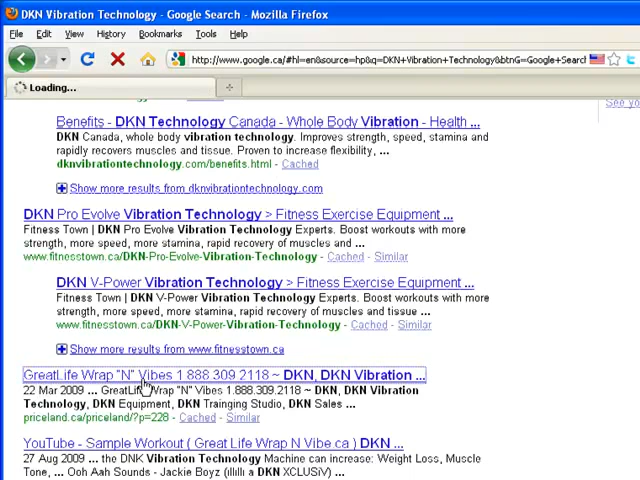 DKN Vibration Technology - Google Search - Mozilla Firefox
File Edit View History Bookmarks Tools Help
http://www.google.ca/#hl=en&source=hp&q=DKN+Vibration+Technology&btnG=Google+Search
Loading...
See yo
Benefits - DKN Technology Canada - Whole Body Vibration - Health ...
DKN Canada, whole body vibration technology. Improves strength, speed, stamina and
rapidly recovers muscles and tissue. Proven to increase flexibility, ...
dknvibrationtechnology.com/benefits.html - Cached
Show more results from dknvibrationtechnology.com
DKN Pro Evolve Vibration Technology > Fitness Exercise Equipment ...
Fitness Town | DKN Pro Evolve Vibration Technology Experts. Boost workouts with more
strength, more speed, more stamina, rapid recovery of muscles and ...
www.fitnesstown.ca/DKN-Pro-Evolve-Vibration-Technology - Cached - Similar
DKN V-Power Vibration Technology > Fitness Exercise Equipment ...
Fitness Town | DKN V-Power Vibration Technology Experts. Boost workouts with more
strength, more speed, more stamina, rapid recovery of muscles and tissue ...
www.fitnesstown.ca/DKN-V-Power-Vibration-Technology - Cached - Similar
Show more results from www.fitnesstown.ca
GreatLife Wrap "N" Vibes 1 888.309.2118 ~ DKN, DKN Vibration ...
22 Mar 2009 ... GreatLife Wrap "N" Vibes 1.888.309.2118 ~ DKN, DKN Vibration
Technology, DKN Equipment, DKN Trainging Studio, DKN Sales ...
priceland.ca/priceland/?p=228 - Cached - Similar
YouTube - Sample Workout ( Great Life Wrap N Vibe.ca ) DKN ...
27 Aug 2009 ... the DNK Vibration Technology Machine can increase: Weight Loss, Muscle
Tone, ... Ooh Aah Sounds - Jackie Boyz (illilli a DKN XCLUSiV) ...